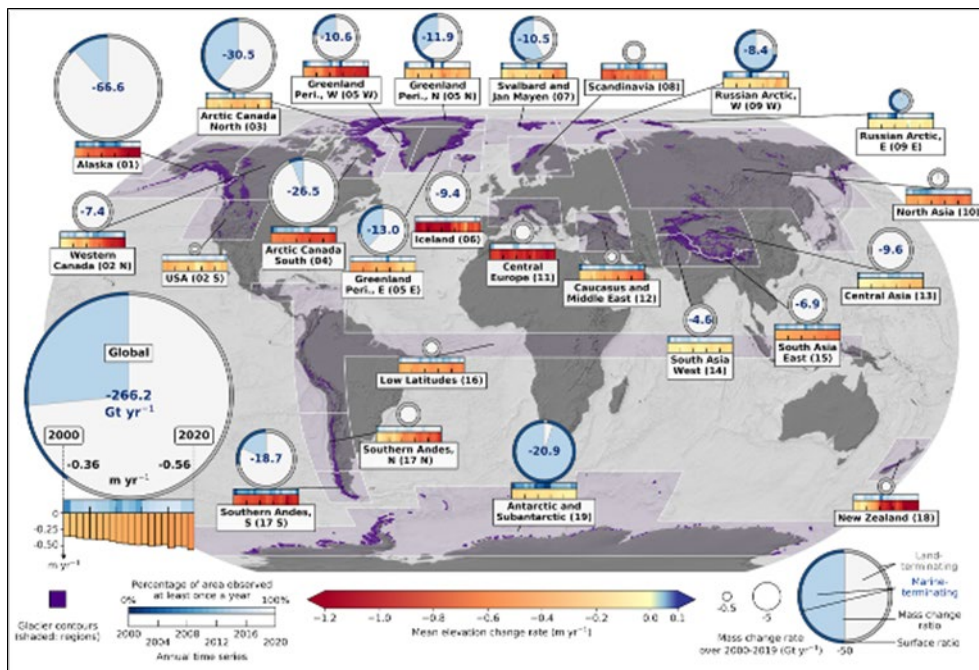 -66.6
Alaska (01)
-30.5
Arctic Canada
North (03)
-10.6
Greenland
Peri., W (05 W)
-11.9
Greenland
Peri., N (05 N)
-10.5
Svalbard and
Jan Mayen (07)
Scandinavia (08)
-8.4
Russian Arctic,
W (09 W)
Russian Arctic,
E (09 E)
North Asia (10)
-7.4
Western
Canada (02 N)
USA (02 S)
-26.5
Arctic Canada
South (04)
-13.0
Greenland
Peri., E (05 E)
-9.4
Iceland (06)
Central
Europe (11)
Caucasus and
Middle East (12)
-9.6
Central Asia (13)
-4.6
South Asia
West (14)
-6.9
South Asia
East (15)
Low Latitudes (16)
Southern Andes,
N (17 N)
-18.7
Southern Andes,
S (17 S)
-20.9
Antarctic and
Subantarctic (19)
New Zealand (18)
Global
-266.2
Gt yr⁻¹
2000 2020
-0.36 -0.56
m yr⁻¹
0
-0.25
-0.50
m yr⁻¹
Glacier contours
(shaded: regions)
Percentage of area observed
at least once a year
0% 100%
2000 2008 2016
2004 2012 2020
Annual time series
-1.2 -1.0 -0.8 -0.6 -0.4 -0.2 0.0 0.1
Mean elevation change rate (m yr⁻¹)
-0.5 -5 -50
Mass change rate
over 2000-2019 (Gt yr⁻¹)
Land-
terminating
Marine-
terminating
Mass change
ratio
Surface ratio